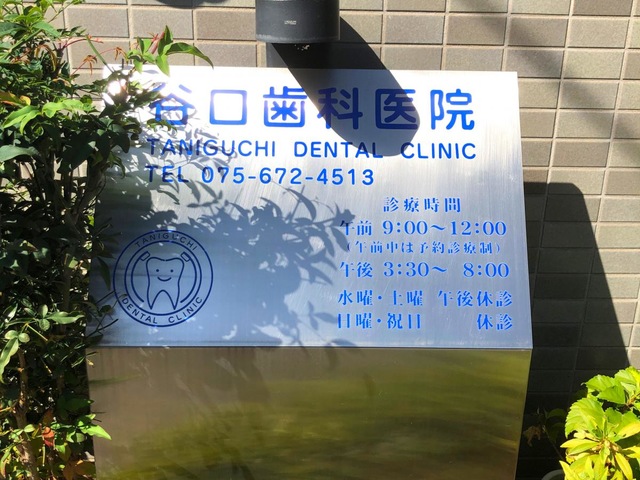 谷口歯科医院
TANIGUCHI DENTAL CLINIC
TEL 075-672-4513
診療時間
午前 9:00〜12:00
(午前中は予約診療制)
午後 3:30〜 8:00
水曜・土曜 午後休診
日曜・祝日 休診
TANIGUCHI
DENTAL CLINIC